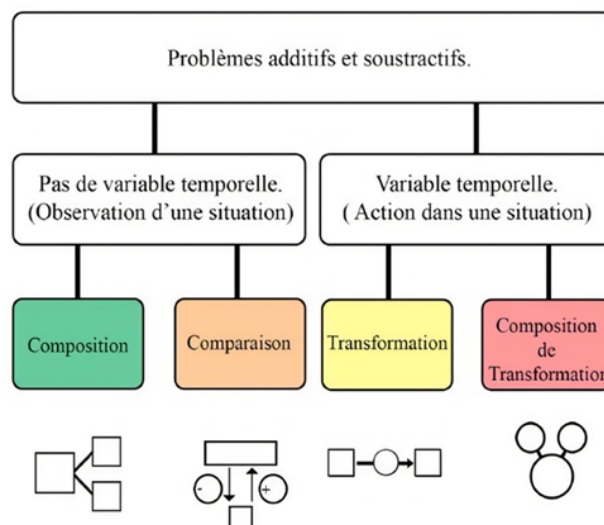 Problèmes additifs et soustractifs.
Pas de variable temporelle.
(Observation d'une situation)
Variable temporelle.
( Action dans une situation)
Composition
Comparaison
Transformation
Composition
de
Transformation
-
+